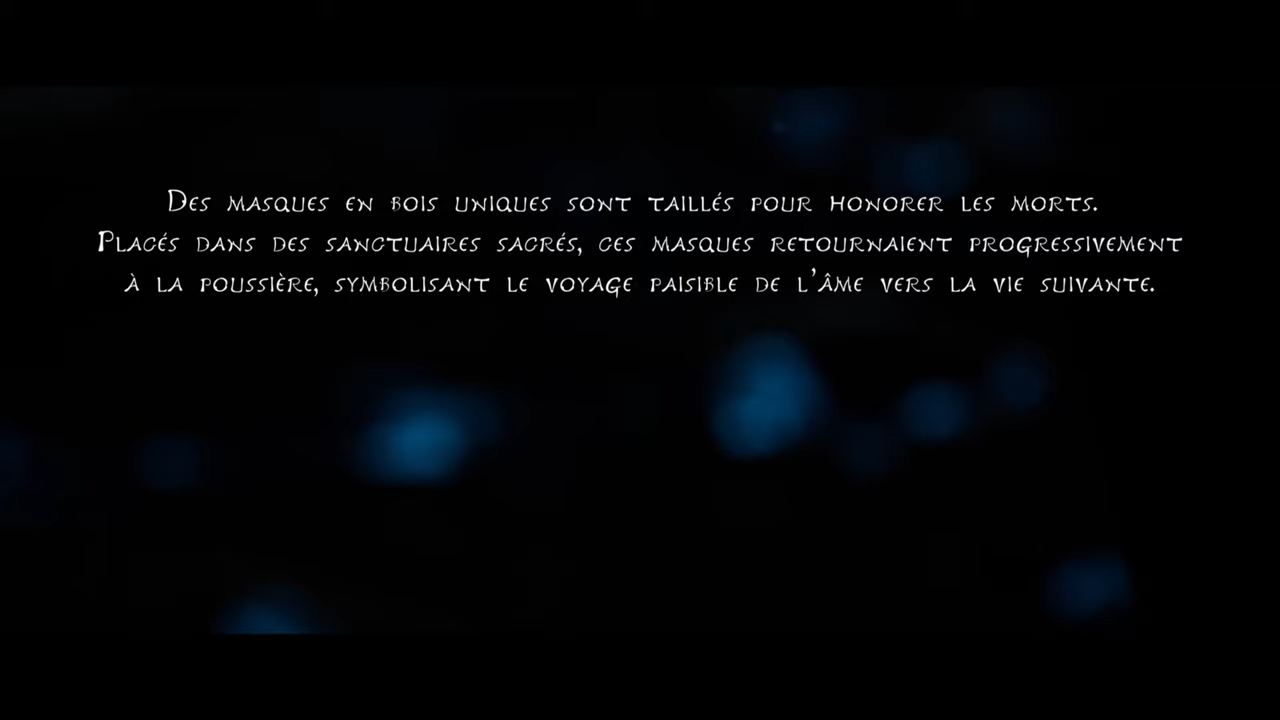 Des masques en bois uniques sont taillés pour honorer les morts.
Placés dans des sanctuaires sacrés, ces masques retournaient progressivement
à la poussière, symbolisant le voyage paisible de l'âme vers la vie suivante.